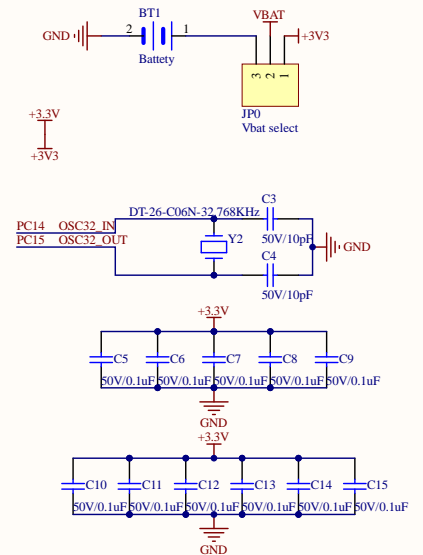 BT1
VBAT
GND
2
1
+3V3
Battety
3
2
1
JP0
Vbat select
+3.3V
+3V3
C3
DT-26-C06N-32.768KHz
PC14 OSC32_IN
PC15 OSC32_OUT
Y2
50V/10pF
GND
C4
50V/10pF
+3.3V
C5 C6 C7 C8 C9
50V/0.1uF 50V/0.1uF 50V/0.1uF 50V/0.1uF 50V/0.1uF
GND
+3.3V
C10 C11 C12 C13 C14 C15
50V/0.1uF 50V/0.1uF 50V/0.1uF 50V/0.1uF 50V/0.1uF 50V/0.1uF
GND